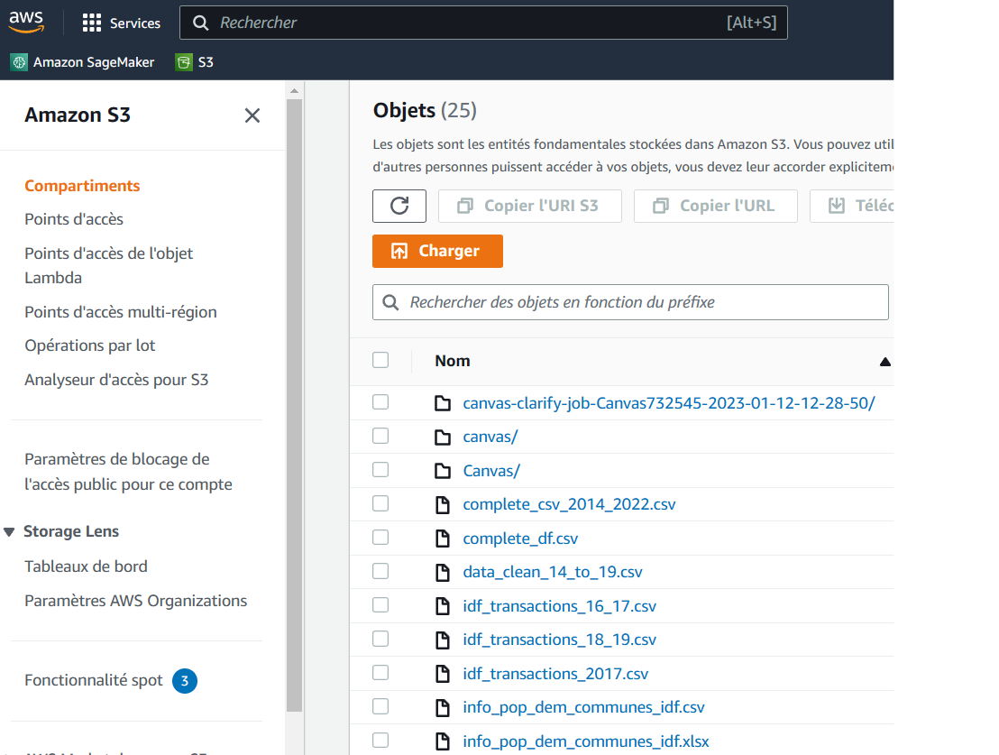 aws
Services
Rechercher
[Alt+S]
Amazon SageMaker
S3
Amazon S3
Compartiments
Points d'accès
Points d'accès de l'objet
Lambda
Points d'accès multi-région
Opérations par lot
Analyseur d'accès pour S3
Paramètres de blocage de
l'accès public pour ce compte
Storage Lens
Tableaux de bord
Paramètres AWS Organizations
Fonctionnalité spot 3
Objets (25)
Les objets sont les entités fondamentales stockées dans Amazon S3. Vous pouvez util
d'autres personnes puissent accéder à vos objets, vous devez leur accorder explicitem
Copier l'URI S3
Copier l'URL
Téléc
Charger
Rechercher des objets en fonction du préfixe
Nom
canvas-clarify-job-Canvas732545-2023-01-12-12-28-50/
canvas/
Canvas/
complete_csv_2014_2022.csv
complete_df.csv
data_clean_14_to_19.csv
idf_transactions_16_17.csv
idf_transactions_18_19.csv
idf_transactions_2017.csv
info_pop_dem_communes_idf.csv
info_pop_dem_communes_idf.xlsx